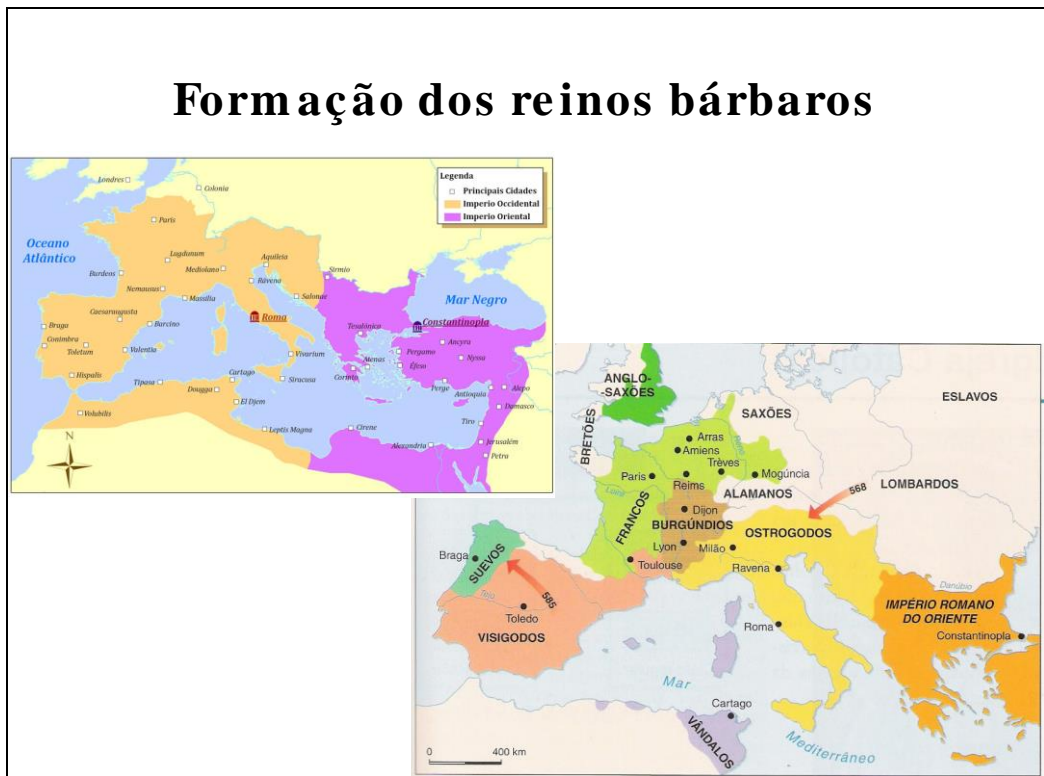 Formação dos reinos bárbaros
Legenda
Principais Cidades
Imperio Occidental
Imperio Oriental
Londres
Colonia
Paris
Oceano
Atlântico
Lugdunum
Mediolano
Aquileia
Sirmio
Burdeos
Ráveno
Nemausus
Massilia
Salonae
Mar Negro
Caesaraugusta
Roma
Constantinopla
Braga
Barcino
Tesalónica
Conimbra
Toletum
Valentia
Ancyra
Pergamo
Nyssa
Menas
Éfeso
Vivarium
Hispalis
Tipasa
Cartago
Dougga
Siracusa
Corinto
Perge
Antioquia
Alepo
El Djem
Damasco
Volubilis
Tiro
Leptis Magna
Cirene
Alexandria
Jerusalém
Petra
N
ANGLO-
SAXÕES
BRETÕES
SAXÕES
ESLAVOS
Arras
Amiens
Trèves
Mogúncia
Paris
Reims
ALAMANOS
568
LOMBARDOS
Loire
FRANCOS
Dijon
BURGÚNDIOS
OSTROGODOS
Lyon
Milão
Braga
SUEVOS
Toulouse
Ravena
Danúbio
585
Tejo
Toledo
VISIGODOS
IMPÉRIO ROMANO
DO ORIENTE
Roma
Constantinopla
Mar
Mediterrâneo
Cartago
VÂNDALOS
0 400 km